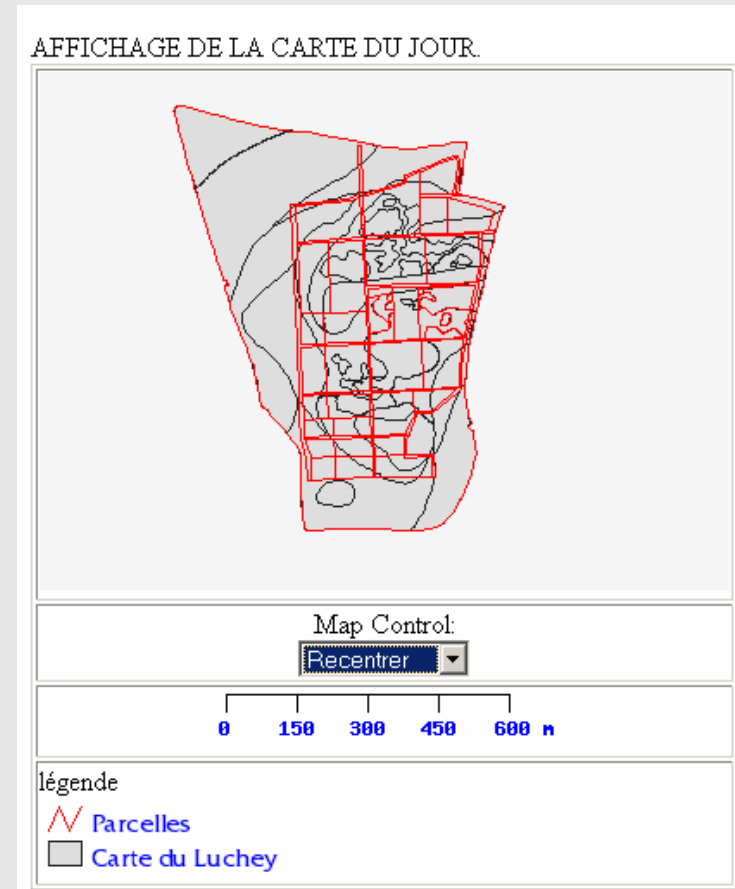 AFFICHAGE DE LA CARTE DU JOUR.
Map Control:
Recentrer
0 150 300 450 600 m
légende
Parcelles
Carte du Luchey